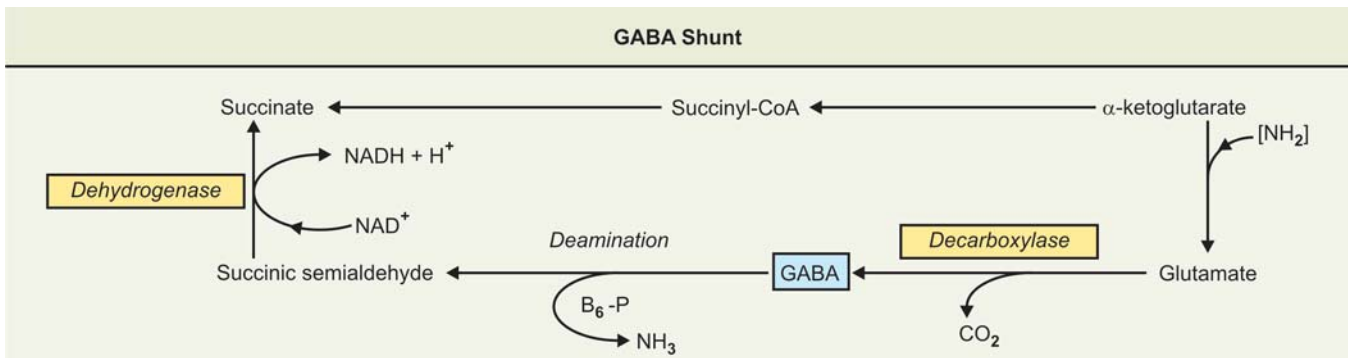 GABA Shunt
Succinate
Succinyl-CoA
α-ketoglutarate
[NH₂]
NADH + H⁺
Dehydrogenase
NAD⁺
Deamination
Decarboxylase
Succinic semialdehyde
GABA
Glutamate
B₆-P
NH₃
CO₂